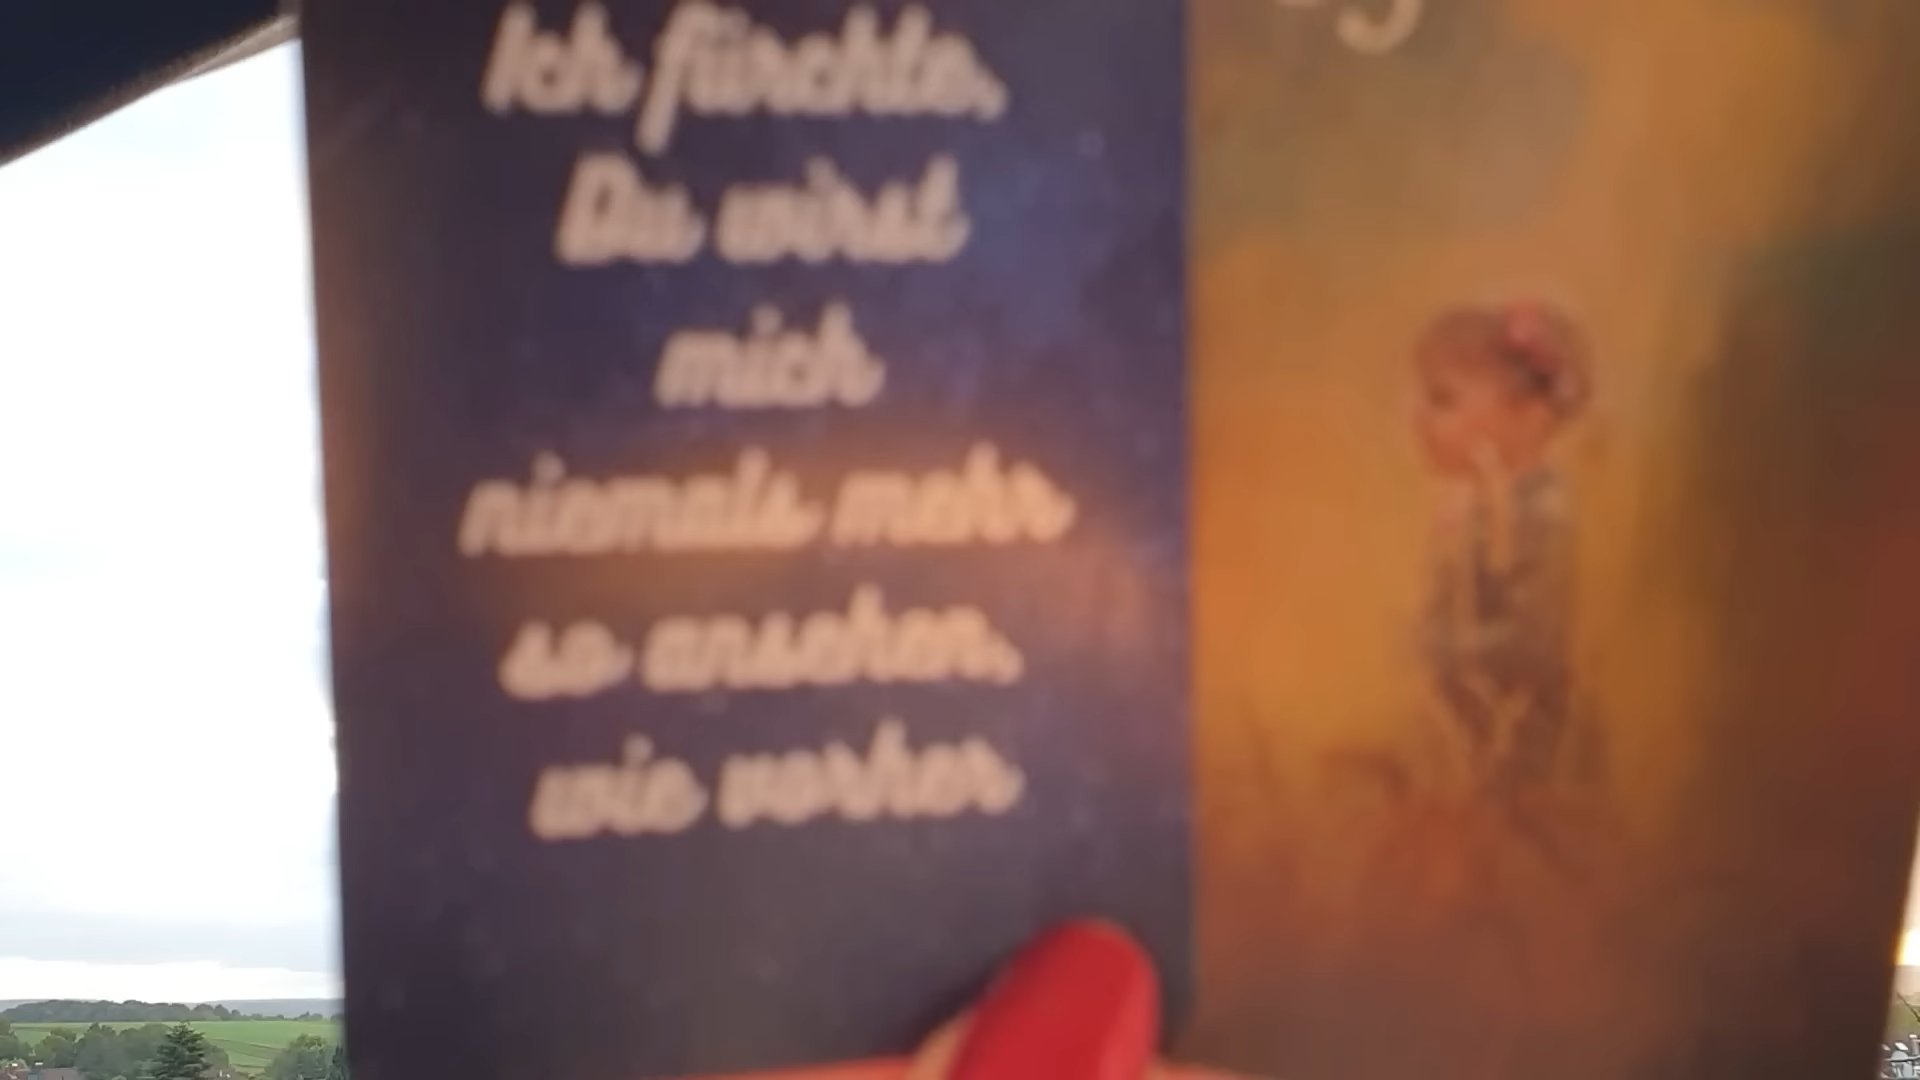 Ich fürchte,
Du wirst
mich
niemals mehr
so ansehen,
wie vorher